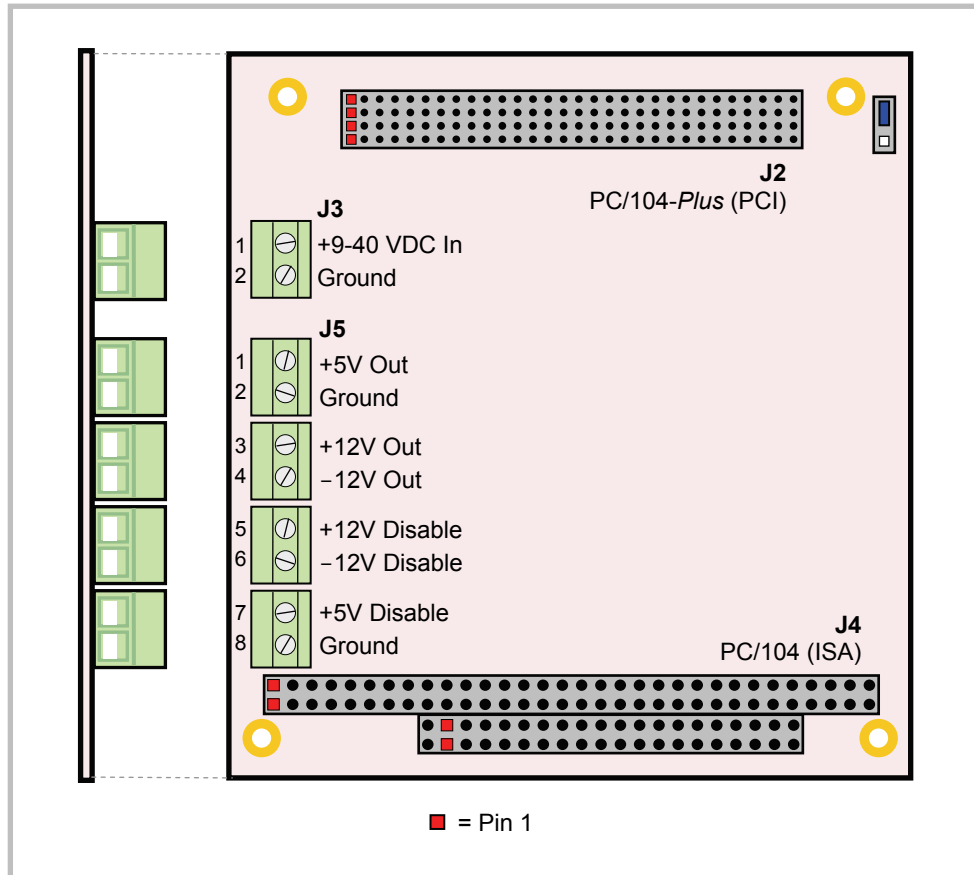 J2
PC/104-Plus (PCI)
J3
1 +9-40 VDC In
2 Ground
J5
1 +5V Out
2 Ground
3 +12V Out
4 −12V Out
5 +12V Disable
6 −12V Disable
7 +5V Disable
8 Ground
J4
PC/104 (ISA)
= Pin 1